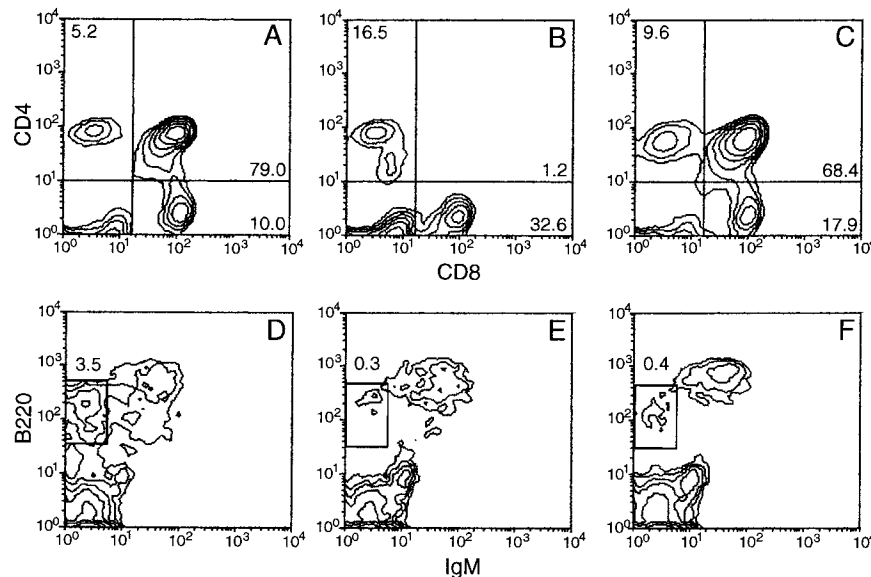 5.2 A 16.5 B 9.6 C
10⁴ 10⁴ 10⁴
10³ 10³ 10³
CD4
10² 10² 10²
10¹ 10¹ 10¹
79.0 1.2 68.4
10.0 32.6 17.9
10⁰ 10⁰ 10⁰
10⁰ 10¹ 10² 10³ 10⁴ 10⁰ 10¹ 10² 10³ 10⁴ 10⁰ 10¹ 10² 10³ 10⁴
CD8
10⁴ D 10⁴ E 10⁴ F
10³ 10³ 10³
3.5 0.3 0.4
B220
10² 10² 10²
10¹ 10¹ 10¹
10⁰ 10⁰ 10⁰
10⁰ 10¹ 10² 10³ 10⁴ 10⁰ 10¹ 10² 10³ 10⁴ 10⁰ 10¹ 10² 10³ 10⁴
IgM